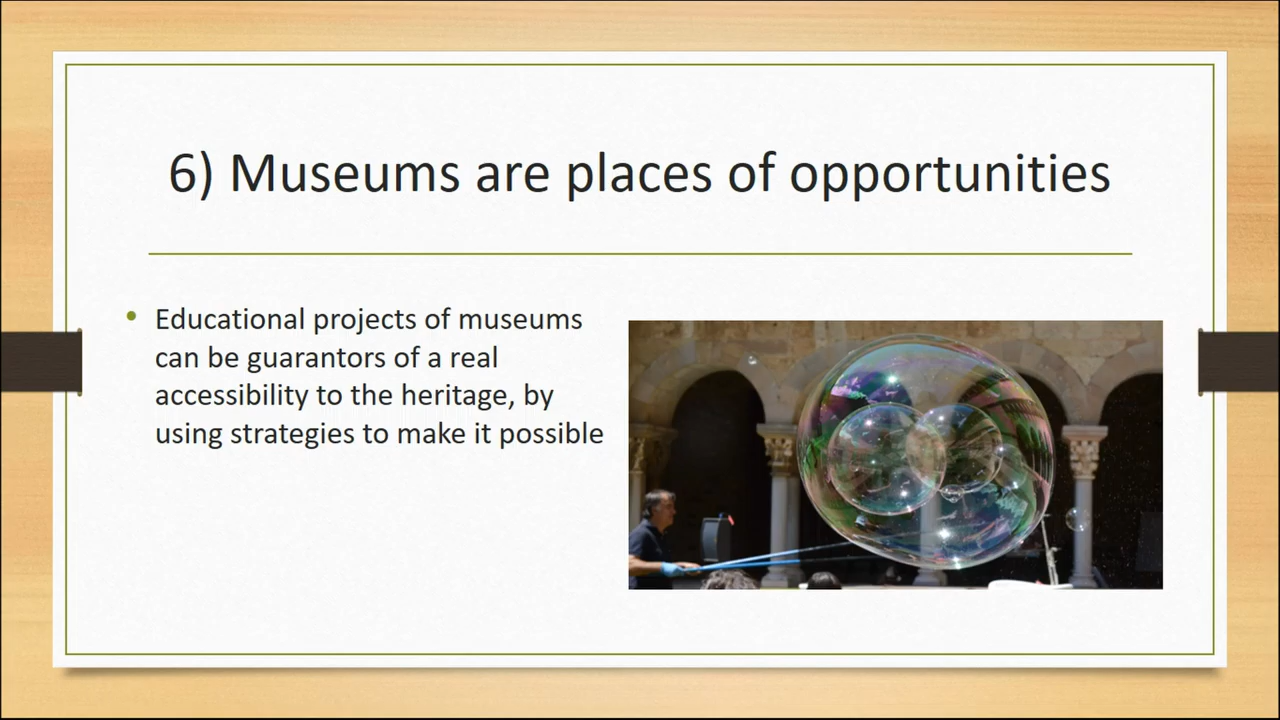 6) Museums are places of opportunities
• Educational projects of museums
can be guarantors of a real
accessibility to the heritage, by
using strategies to make it possible